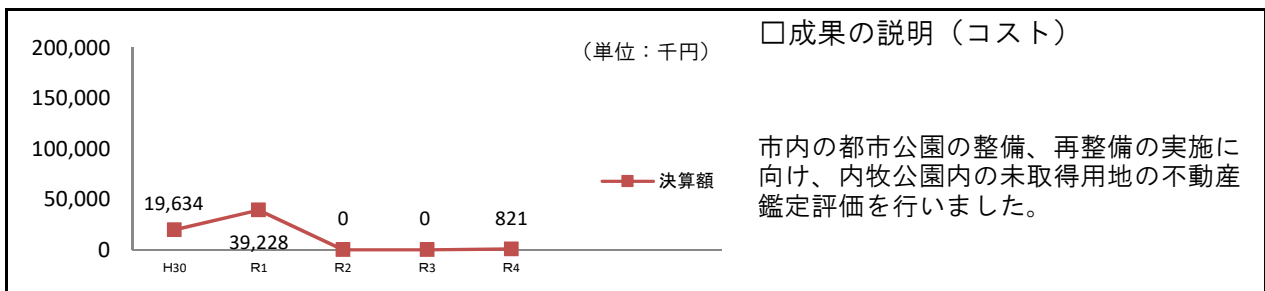 200,000
（単位：千円）
150,000
100,000
50,000
0
決算額
19,634
39,228
0
0
821
H30
R1
R2
R3
R4
□成果の説明（コスト）
市内の都市公園の整備、再整備の実施に
向け、内牧公園内の未取得用地の不動産
鑑定評価を行いました。